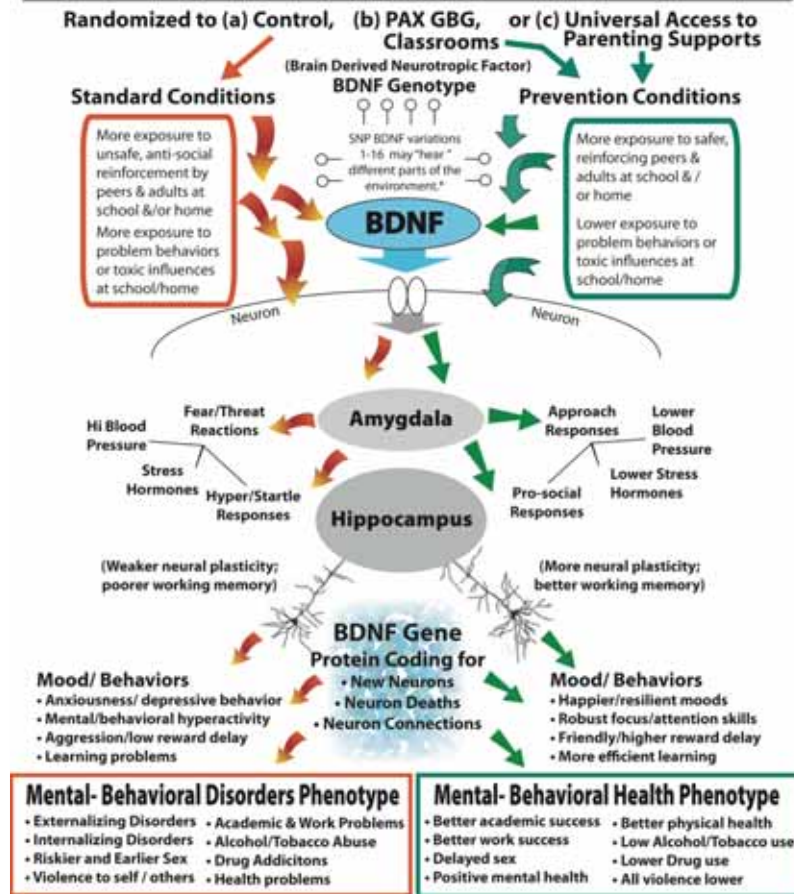 Randomized to (a) Control, (b) PAX GBG, or (c) Universal Access to
Classrooms Parenting Supports
(Brain Derived Neurotropic Factor)
BDNF Genotype
Standard Conditions
Prevention Conditions
More exposure to
unsafe, anti-social
reinforcement by
peers & adults at
school &/or home
More exposure to
problem behaviors
or toxic influences
at school/home
SNP BDNF variations
1-16 may "hear"
different parts of the
environment.*
More exposure to safer,
reinforcing peers &
adults at school & /
or home
Lower exposure to
problem behaviors or
toxic influences at
school/home
BDNF
Neuron
Neuron
Amygdala
Fear/Threat
Reactions
Hi Blood
Pressure
Stress
Hormones
Hyper/Startle
Responses
Approach
Responses
Lower
Blood
Pressure
Lower Stress
Hormones
Pro-social
Responses
Hippocampus
(Weaker neural plasticity;
poorer working memory)
(More neural plasticity;
better working memory)
BDNF Gene
Protein Coding for
• New Neurons
• Neuron Deaths
• Neuron Connections
Mood/ Behaviors
• Anxiousness/ depressive behavior
• Mental/behavioral hyperactivity
• Aggression/low reward delay
• Learning problems
Mood/ Behaviors
• Happier/resilient moods
• Robust focus/attention skills
• Friendly/higher reward delay
• More efficient learning
Mental- Behavioral Disorders Phenotype
• Externalizing Disorders
• Internalizing Disorders
• Riskier and Earlier Sex
• Violence to self / others
• Academic & Work Problems
• Alcohol/Tobacco Abuse
• Drug Addicitons
• Health problems
Mental- Behavioral Health Phenotype
• Better academic success
• Better work success
• Delayed sex
• Positive mental health
• Better physical health
• Low Alcohol/Tobacco use
• Lower Drug use
• All violence lower